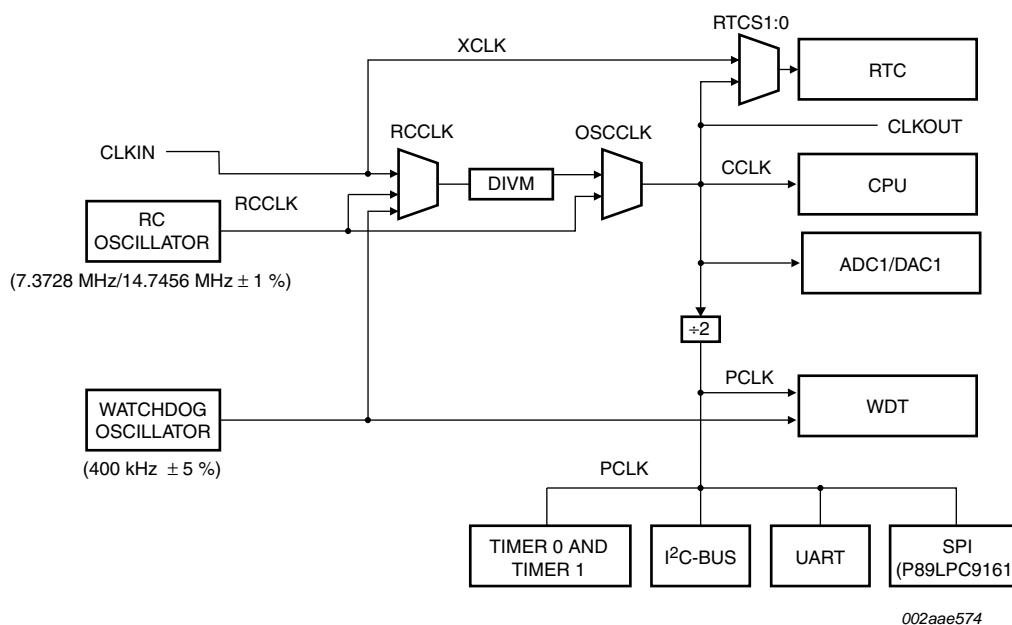 RTCS1:0
XCLK
RTC
CLKOUT
RCCLK
OSCCLK
CLKIN
DIVM
CCLK
CPU
RCCLK
RC
OSCILLATOR
(7.3728 MHz/14.7456 MHz ± 1 %)
ADC1/DAC1
÷2
PCLK
WDT
WATCHDOG
OSCILLATOR
(400 kHz ± 5 %)
PCLK
TIMER 0 AND
TIMER 1
I²C-BUS
UART
SPI
(P89LPC9161
002aae574